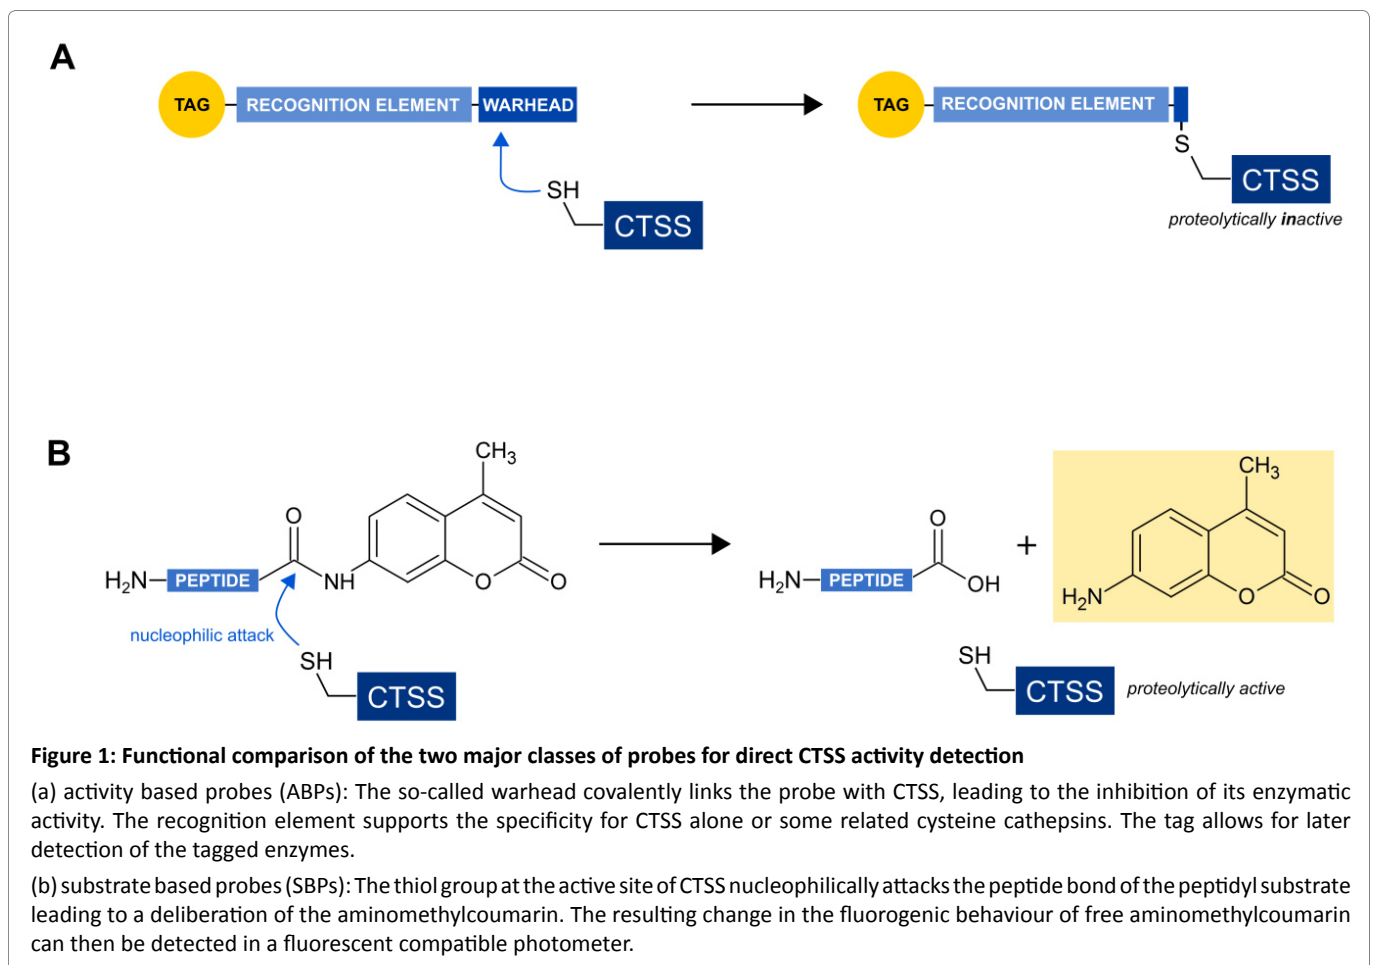 A
TAG RECOGNITION ELEMENT WARHEAD
SH
CTSS
TAG RECOGNITION ELEMENT
S
CTSS
proteolytically inactive
B
CH₃
O
H₂N PEPTIDE NH O O
nucleophilic attack
SH
CTSS
O
H₂N PEPTIDE OH
+
CH₃
H₂N O O
SH
CTSS proteolytically active
Figure 1: Functional comparison of the two major classes of probes for direct CTSS activity detection
(a) activity based probes (ABPs): The so-called warhead covalently links the probe with CTSS, leading to the inhibition of its enzymatic
activity. The recognition element supports the specificity for CTSS alone or some related cysteine cathepsins. The tag allows for later
detection of the tagged enzymes.
(b) substrate based probes (SBPs): The thiol group at the active site of CTSS nucleophilically attacks the peptide bond of the peptidyl substrate
leading to a deliberation of the aminomethylcoumarin. The resulting change in the fluorogenic behaviour of free aminomethylcoumarin
can then be detected in a fluorescent compatible photometer.